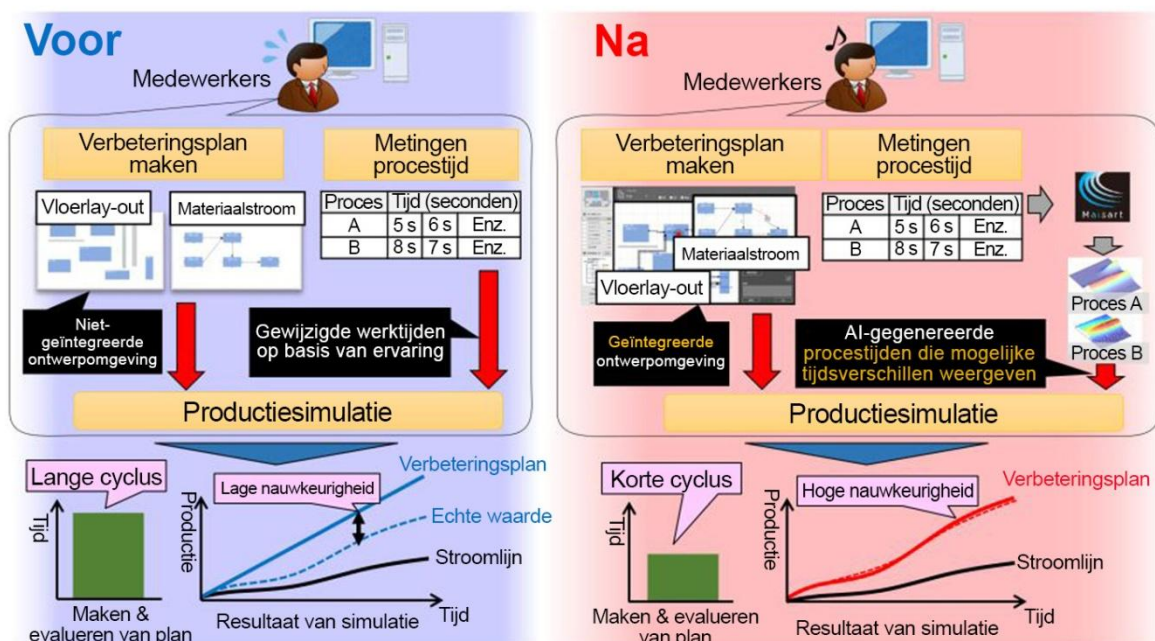 Voor
Medewerkers
Verbeteringsplan
maken
Metingen
procestijd
Vloerlay-out
Materiaalstroom
Proces Tijd (seconden)
A 5 s 6 s Enz.
B 8 s 7 s Enz.
Niet-
geïntegreerde
ontwerpomgeving
Gewijzigde werktijden
op basis van ervaring
Productiesimulatie
Lange cyclus
Tijd
Maken &
evalueren van plan
Productie
Lage nauwkeurigheid
Verbeteringsplan
Echte waarde
Stroomlijn
Resultaat van simulatie
Tijd
Na
Medewerkers
Verbeteringsplan
maken
Metingen
procestijd
Materiaalstroom
Vloerlay-out
Proces Tijd (seconden)
A 5 s 6 s Enz.
B 8 s 7 s Enz.
Maisart
Proces A
Proces B
Geïntegreerde
ontwerpomgeving
AI-gegenereerde
procestijden die mogelijke
tijdsverschillen weergeven
Productiesimulatie
Korte cyclus
Tijd
Maken & evalueren
van plan
Productie
Hoge nauwkeurigheid
Verbeteringsplan
Stroomlijn
Resultaat van simulatie
Tijd